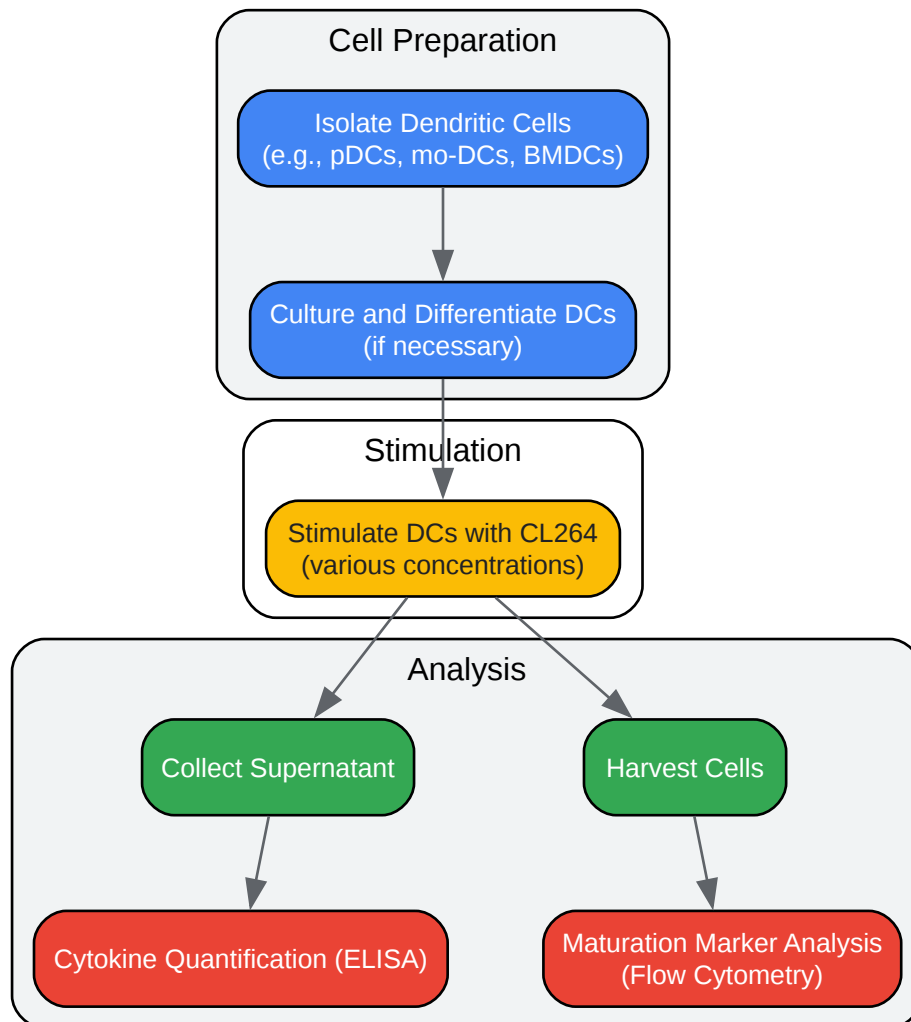 Cell Preparation
Isolate Dendritic Cells
(e.g., pDCs, mo-DCs, BMDCs)
Culture and Differentiate DCs
(if necessary)
Stimulation
Stimulate DCs with CL264
(various concentrations)
Analysis
Collect Supernatant
Harvest Cells
Cytokine Quantification (ELISA)
Maturation Marker Analysis
(Flow Cytometry)